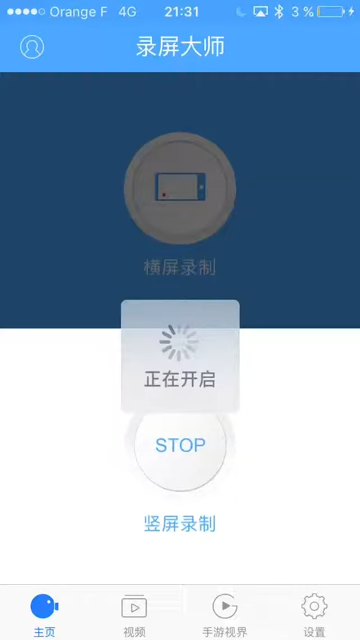 Orange F 4G 21:31 3 %
录屏大师
横屏录制
正在开启
STOP
竖屏录制
主页 视频 手游视界 设置